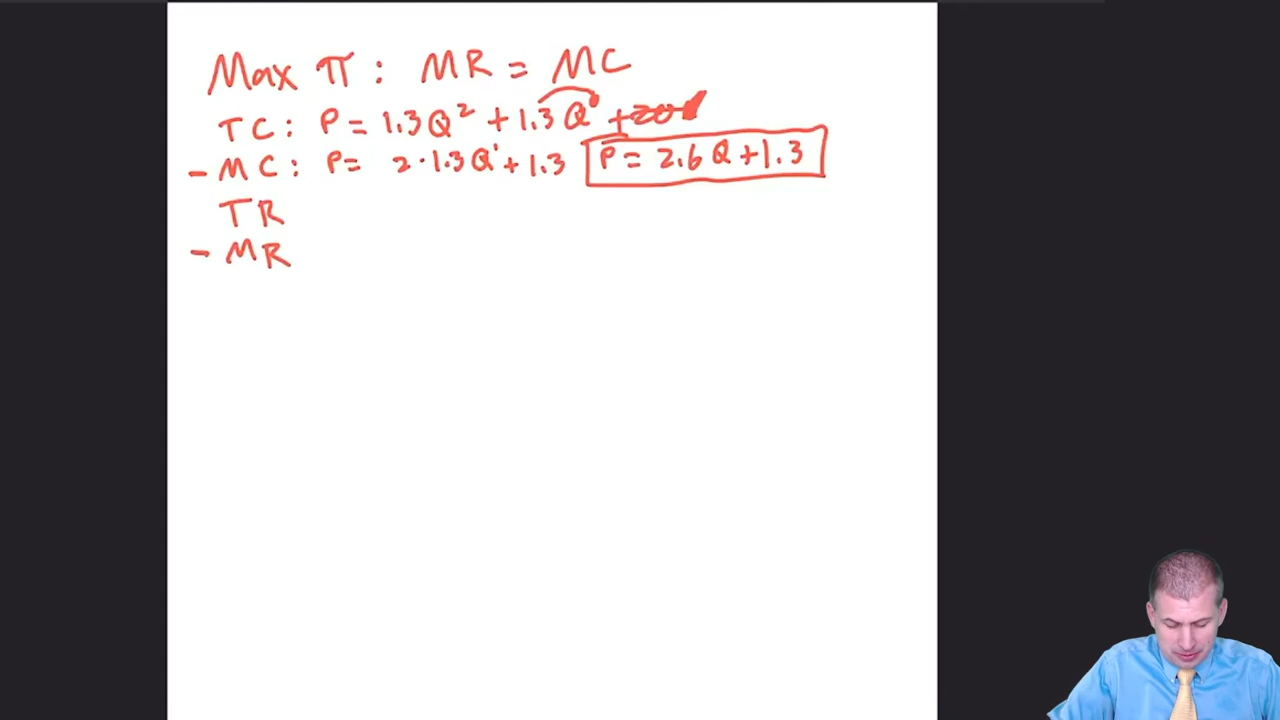 Max π: MR = MC
TC: P = 1.3Q² + 1.3Q + 20
- MC: P = 2·1.3Q' + 1.3 P = 2.6Q + 1.3
TR
- MR